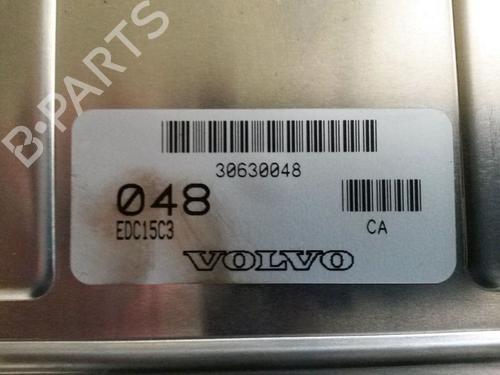 B-PARTS
30630048
048
EDC15C3
CA
VOLVO